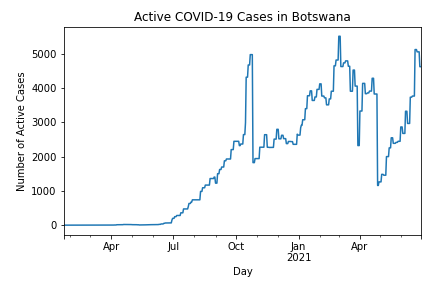 Active COVID-19 Cases in Botswana
Number of Active Cases
5000
4000
3000
2000
1000
0
Apr
Jul
Oct
Jan
2021
Apr
Day